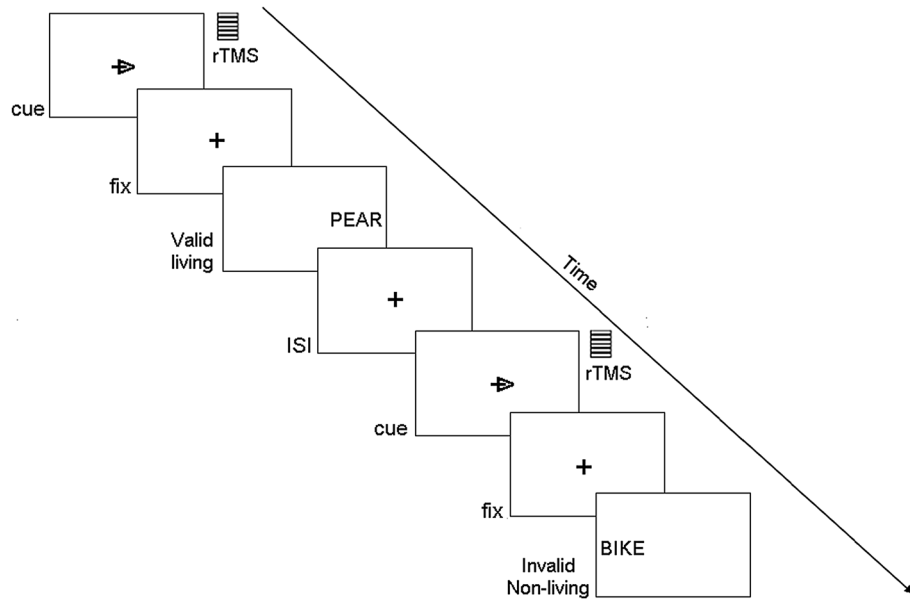 rTMS
cue
fix
PEAR
Valid
living
Time
ISI
rTMS
cue
fix
BIKE
Invalid
Non-living